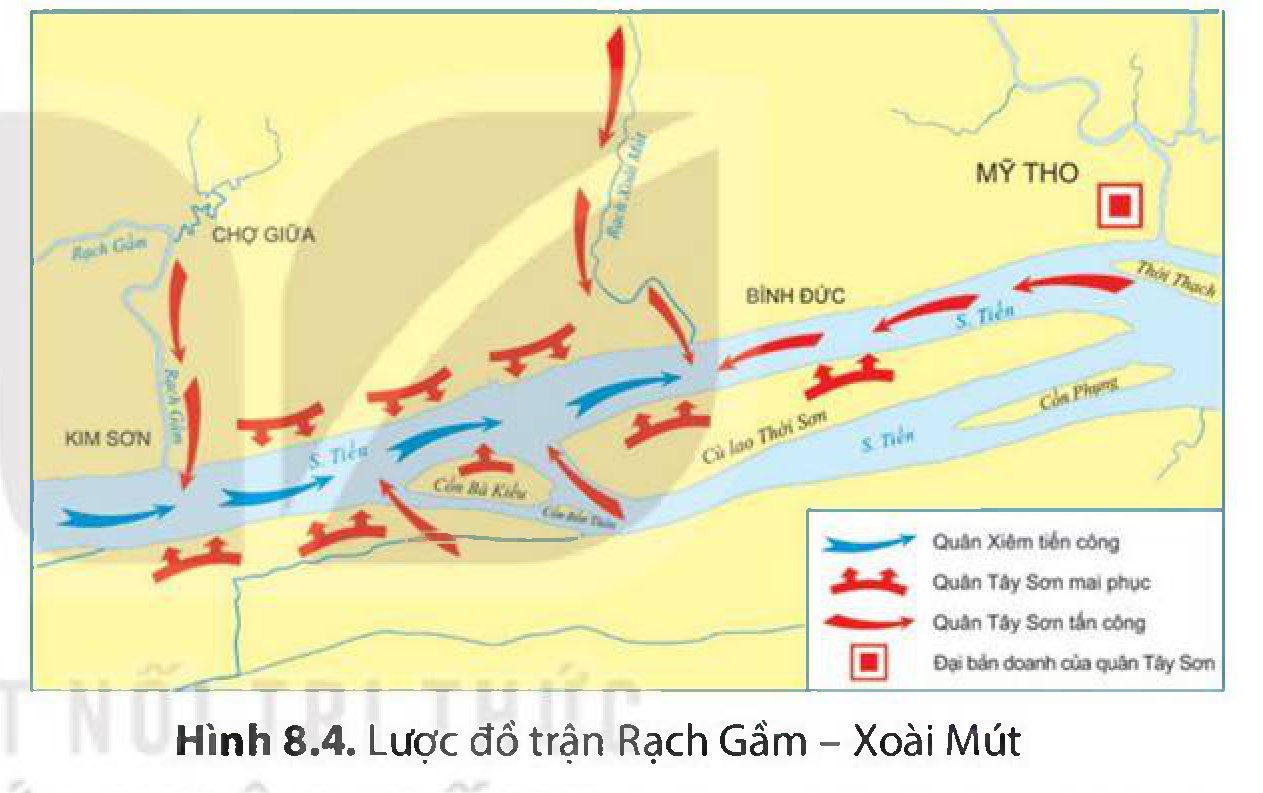 Rạch Xoài Mút
MỸ THO
Rạch Gầm
CHỢ GIỮA
Thới Thạch
BÌNH ĐỨC
S. Tiền
Rạch Gầm
KIM SƠN
Cồn Phụng
Cù lao Thới Sơn
S. Tiền
S. Tiền
Cồn Bà Kiểu
Cồn
Quân Xiêm tiến công
Quân Tây Sơn mai phục
Quân Tây Sơn tấn công
Đại bản doanh của quân Tây Sơn
T NỐI TRI THỨC
Hình 8.4. Lược đồ trận Rạch Gầm – Xoài Mút